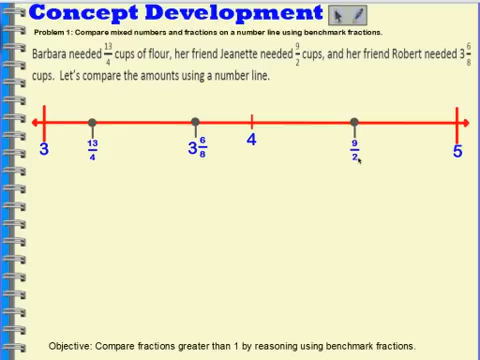 Concept Development
Problem 1: Compare mixed numbers and fractions on a number line using benchmark fractions.
Barbara needed 13/4 cups of flour, her friend Jeanette needed 9/2 cups, and her friend Robert needed 3 6/8
cups. Let's compare the amounts using a number line.
3 13/4 3 6/8 4 9/2 5
Objective: Compare fractions greater than 1 by reasoning using benchmark fractions.